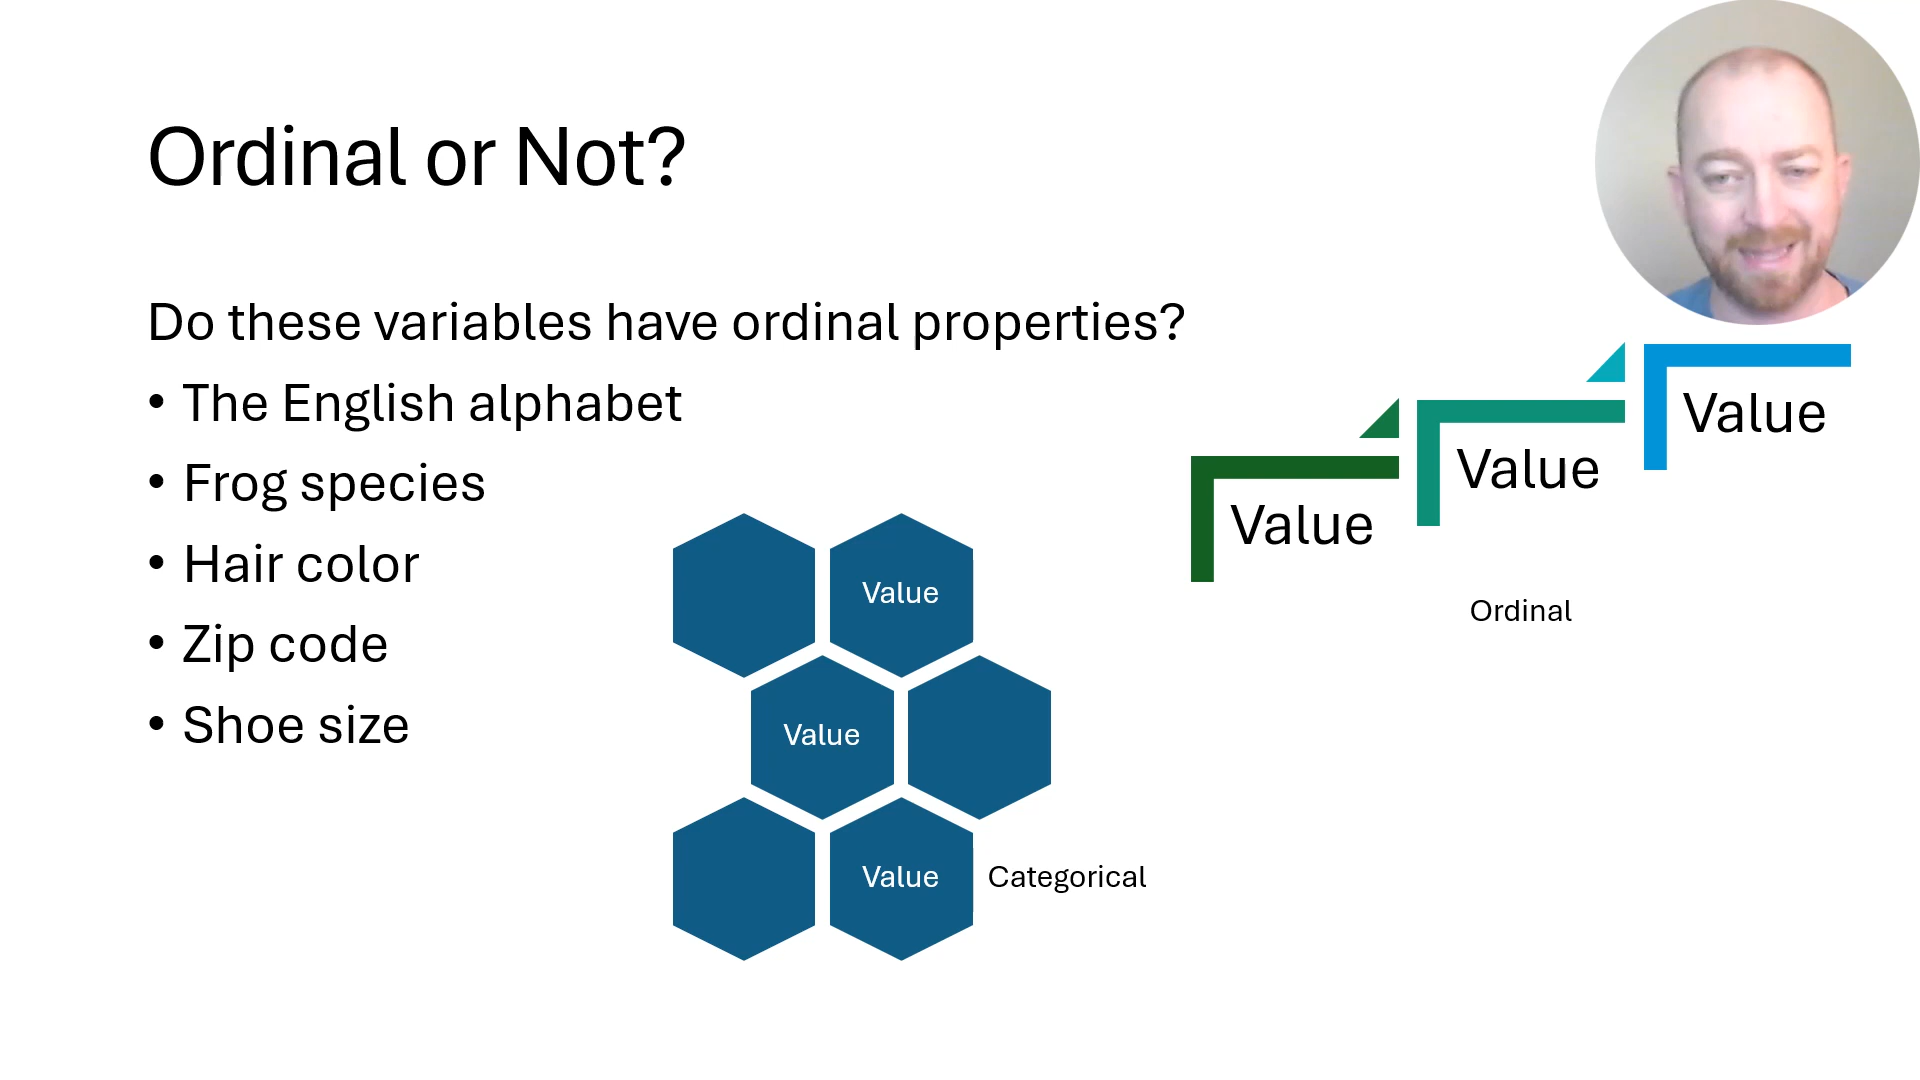 Ordinal or Not?
Do these variables have ordinal properties?
• The English alphabet
• Frog species
• Hair color
• Zip code
• Shoe size
Value
Value
Value
Categorical
Value
Value
Value
Ordinal